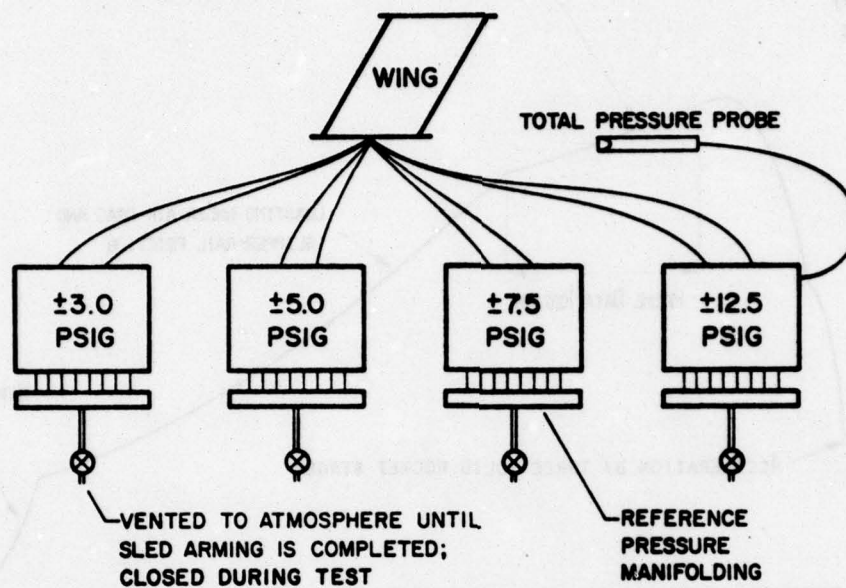 WING
TOTAL PRESSURE PROBE
±3.0
PSIG
±5.0
PSIG
±7.5
PSIG
±12.5
PSIG
VENTED TO ATMOSPHERE UNTIL
SLED ARMING IS COMPLETED;
CLOSED DURING TEST
REFERENCE
PRESSURE
MANIFOLDING